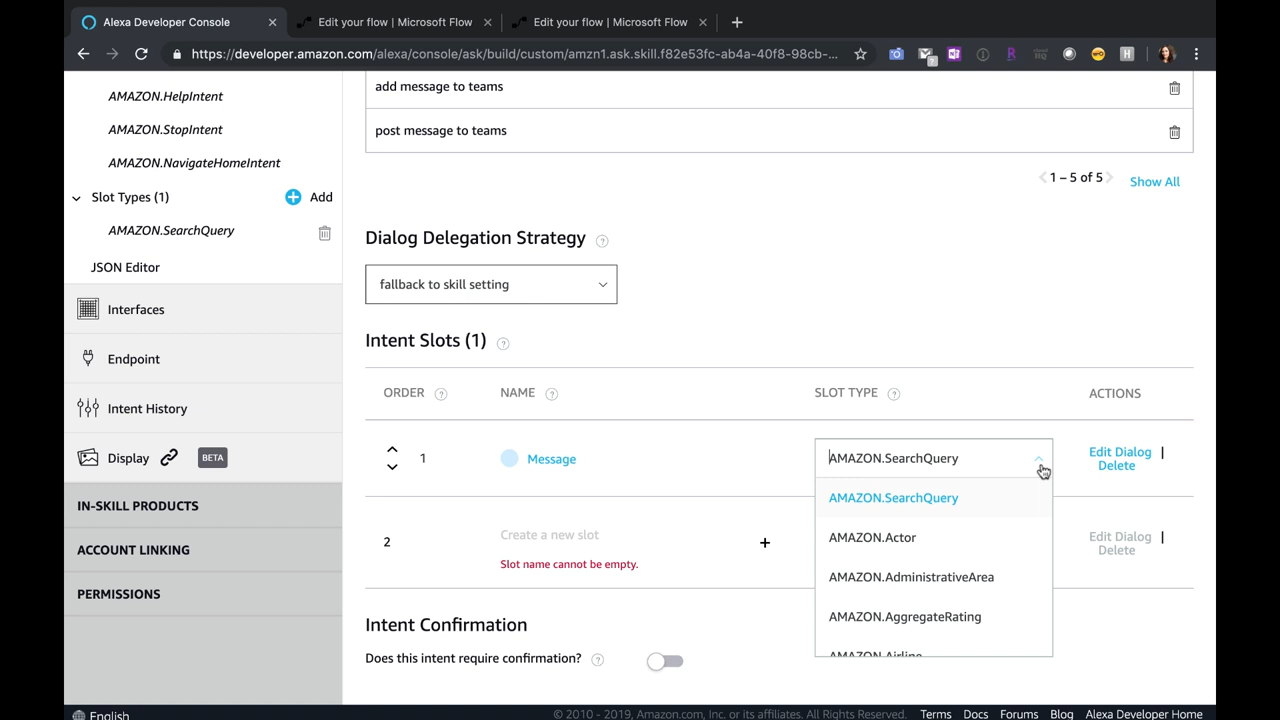 Alexa Developer Console
Edit your flow | Microsoft Flow
Edit your flow | Microsoft Flow
https://developer.amazon.com/alexa/console/ask/build/custom/amzn1.ask.skill.f82e53fc-ab4a-40f8-98cb-...
AMAZON.HelpIntent
AMAZON.StopIntent
AMAZON.NavigateHomeIntent
Slot Types (1)
Add
AMAZON.SearchQuery
JSON Editor
Interfaces
Endpoint
Intent History
Display
BETA
IN-SKILL PRODUCTS
ACCOUNT LINKING
PERMISSIONS
English
add message to teams
post message to teams
1 – 5 of 5
Show All
Dialog Delegation Strategy
fallback to skill setting
Intent Slots (1)
ORDER
NAME
SLOT TYPE
ACTIONS
1
Message
AMAZON.SearchQuery
Edit Dialog |
Delete
AMAZON.SearchQuery
AMAZON.Actor
AMAZON.AdministrativeArea
AMAZON.AggregateRating
AMAZON.Airline
2
Create a new slot
Slot name cannot be empty.
Edit Dialog |
Delete
Intent Confirmation
Does this intent require confirmation?
© 2010 - 2019, Amazon.com, Inc. or its affiliates. All Rights Reserved.
Terms
Docs
Forums
Blog
Alexa Developer Home